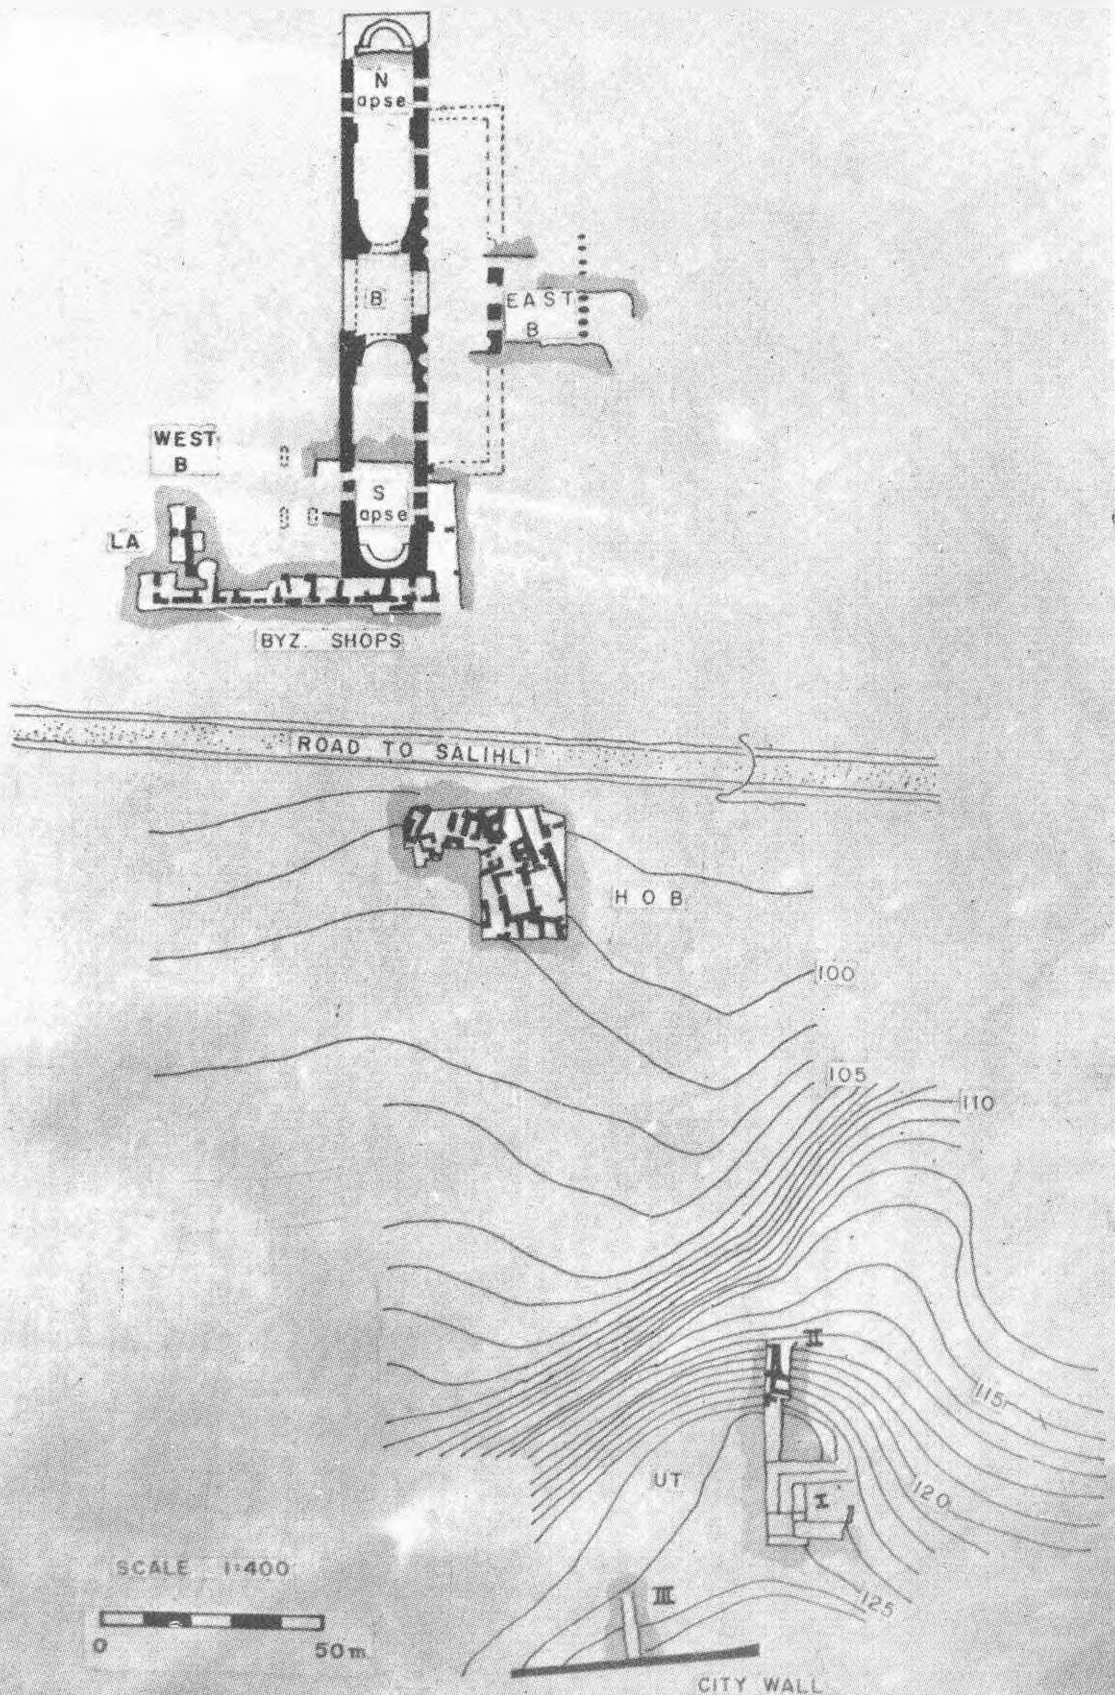 N
apse
B
EAST
B
WEST
B
S
apse
LA
BYZ. SHOPS
ROAD TO SALIHLI
H O B
100
105
110
II
115
UT
120
I
SCALE 1:400
III
125
0 50m.
CITY WALL